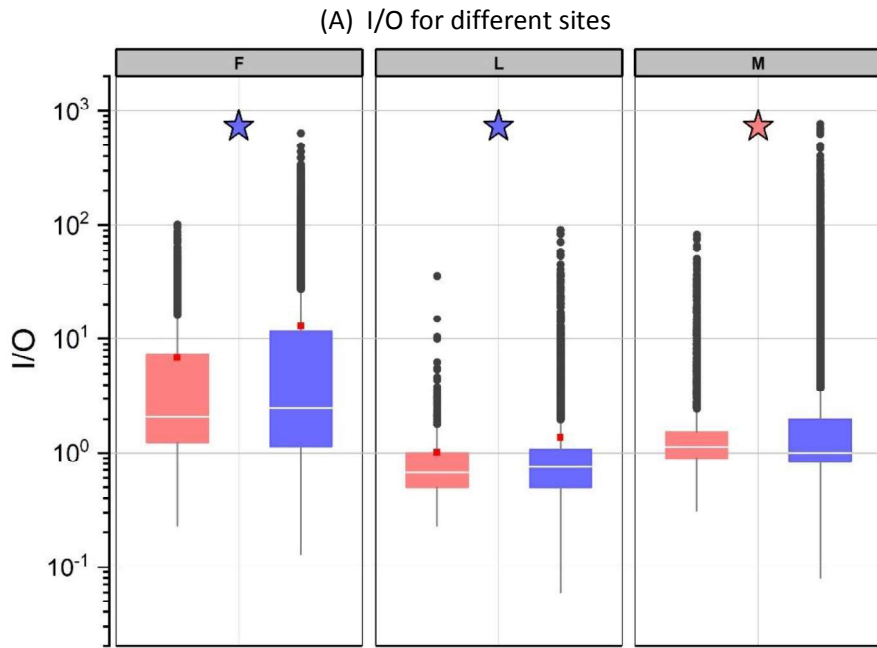 (A) I/O for different sites
F L M
10³
10²
10¹
10⁰
10⁻¹
I/O